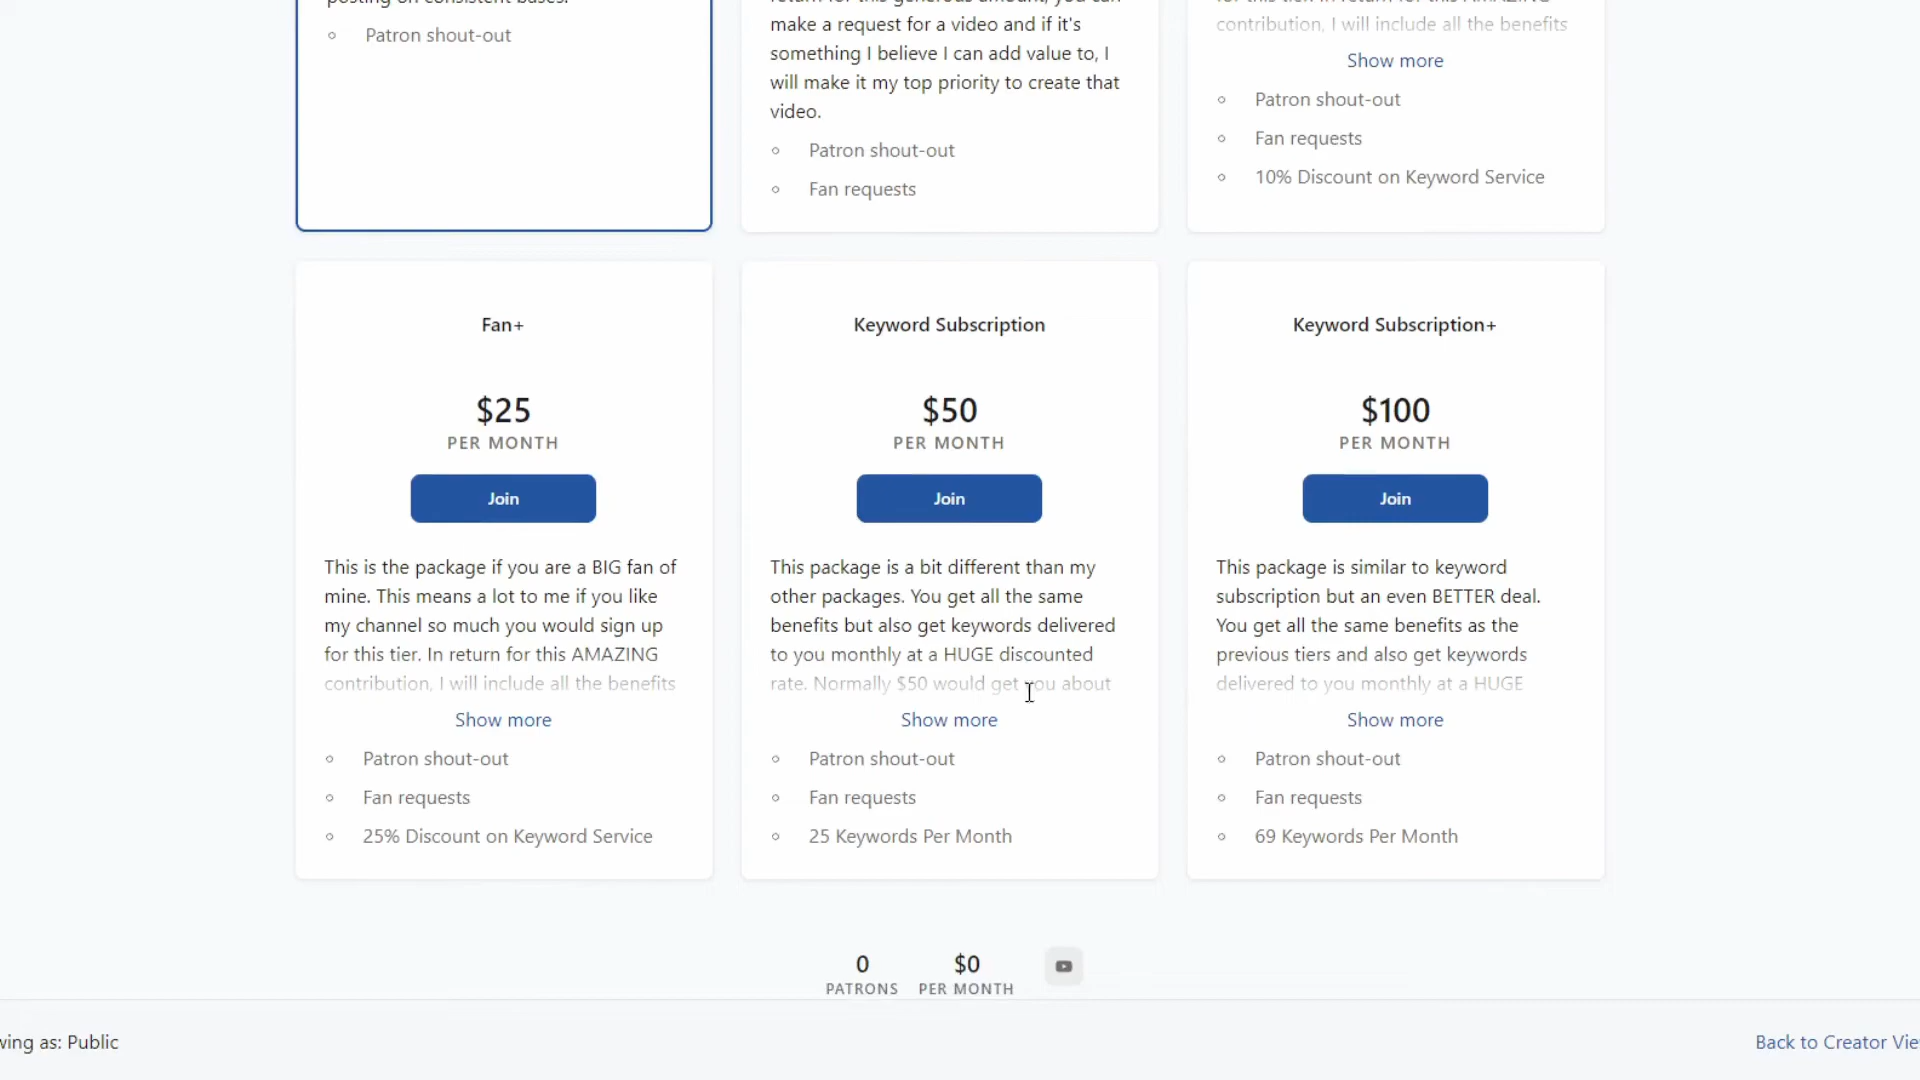 Patron shout-out
make a request for a video and if it's
something I believe I can add value to, I
will make it my top priority to create that
video.
Patron shout-out
Fan requests
contribution, I will include all the benefits
Show more
Patron shout-out
Fan requests
10% Discount on Keyword Service
Fan+
$25
PER MONTH
Join
This is the package if you are a BIG fan of
mine. This means a lot to me if you like
my channel so much you would sign up
for this tier. In return for this AMAZING
contribution, I will include all the benefits
Show more
Patron shout-out
Fan requests
25% Discount on Keyword Service
Keyword Subscription
$50
PER MONTH
Join
This package is a bit different than my
other packages. You get all the same
benefits but also get keywords delivered
to you monthly at a HUGE discounted
rate. Normally $50 would get you about
Show more
Patron shout-out
Fan requests
25 Keywords Per Month
Keyword Subscription+
$100
PER MONTH
Join
This package is similar to keyword
subscription but an even BETTER deal.
You get all the same benefits as the
previous tiers and also get keywords
delivered to you monthly at a HUGE
Show more
Patron shout-out
Fan requests
69 Keywords Per Month
0
PATRONS
$0
PER MONTH
wing as: Public
Back to Creator Vie